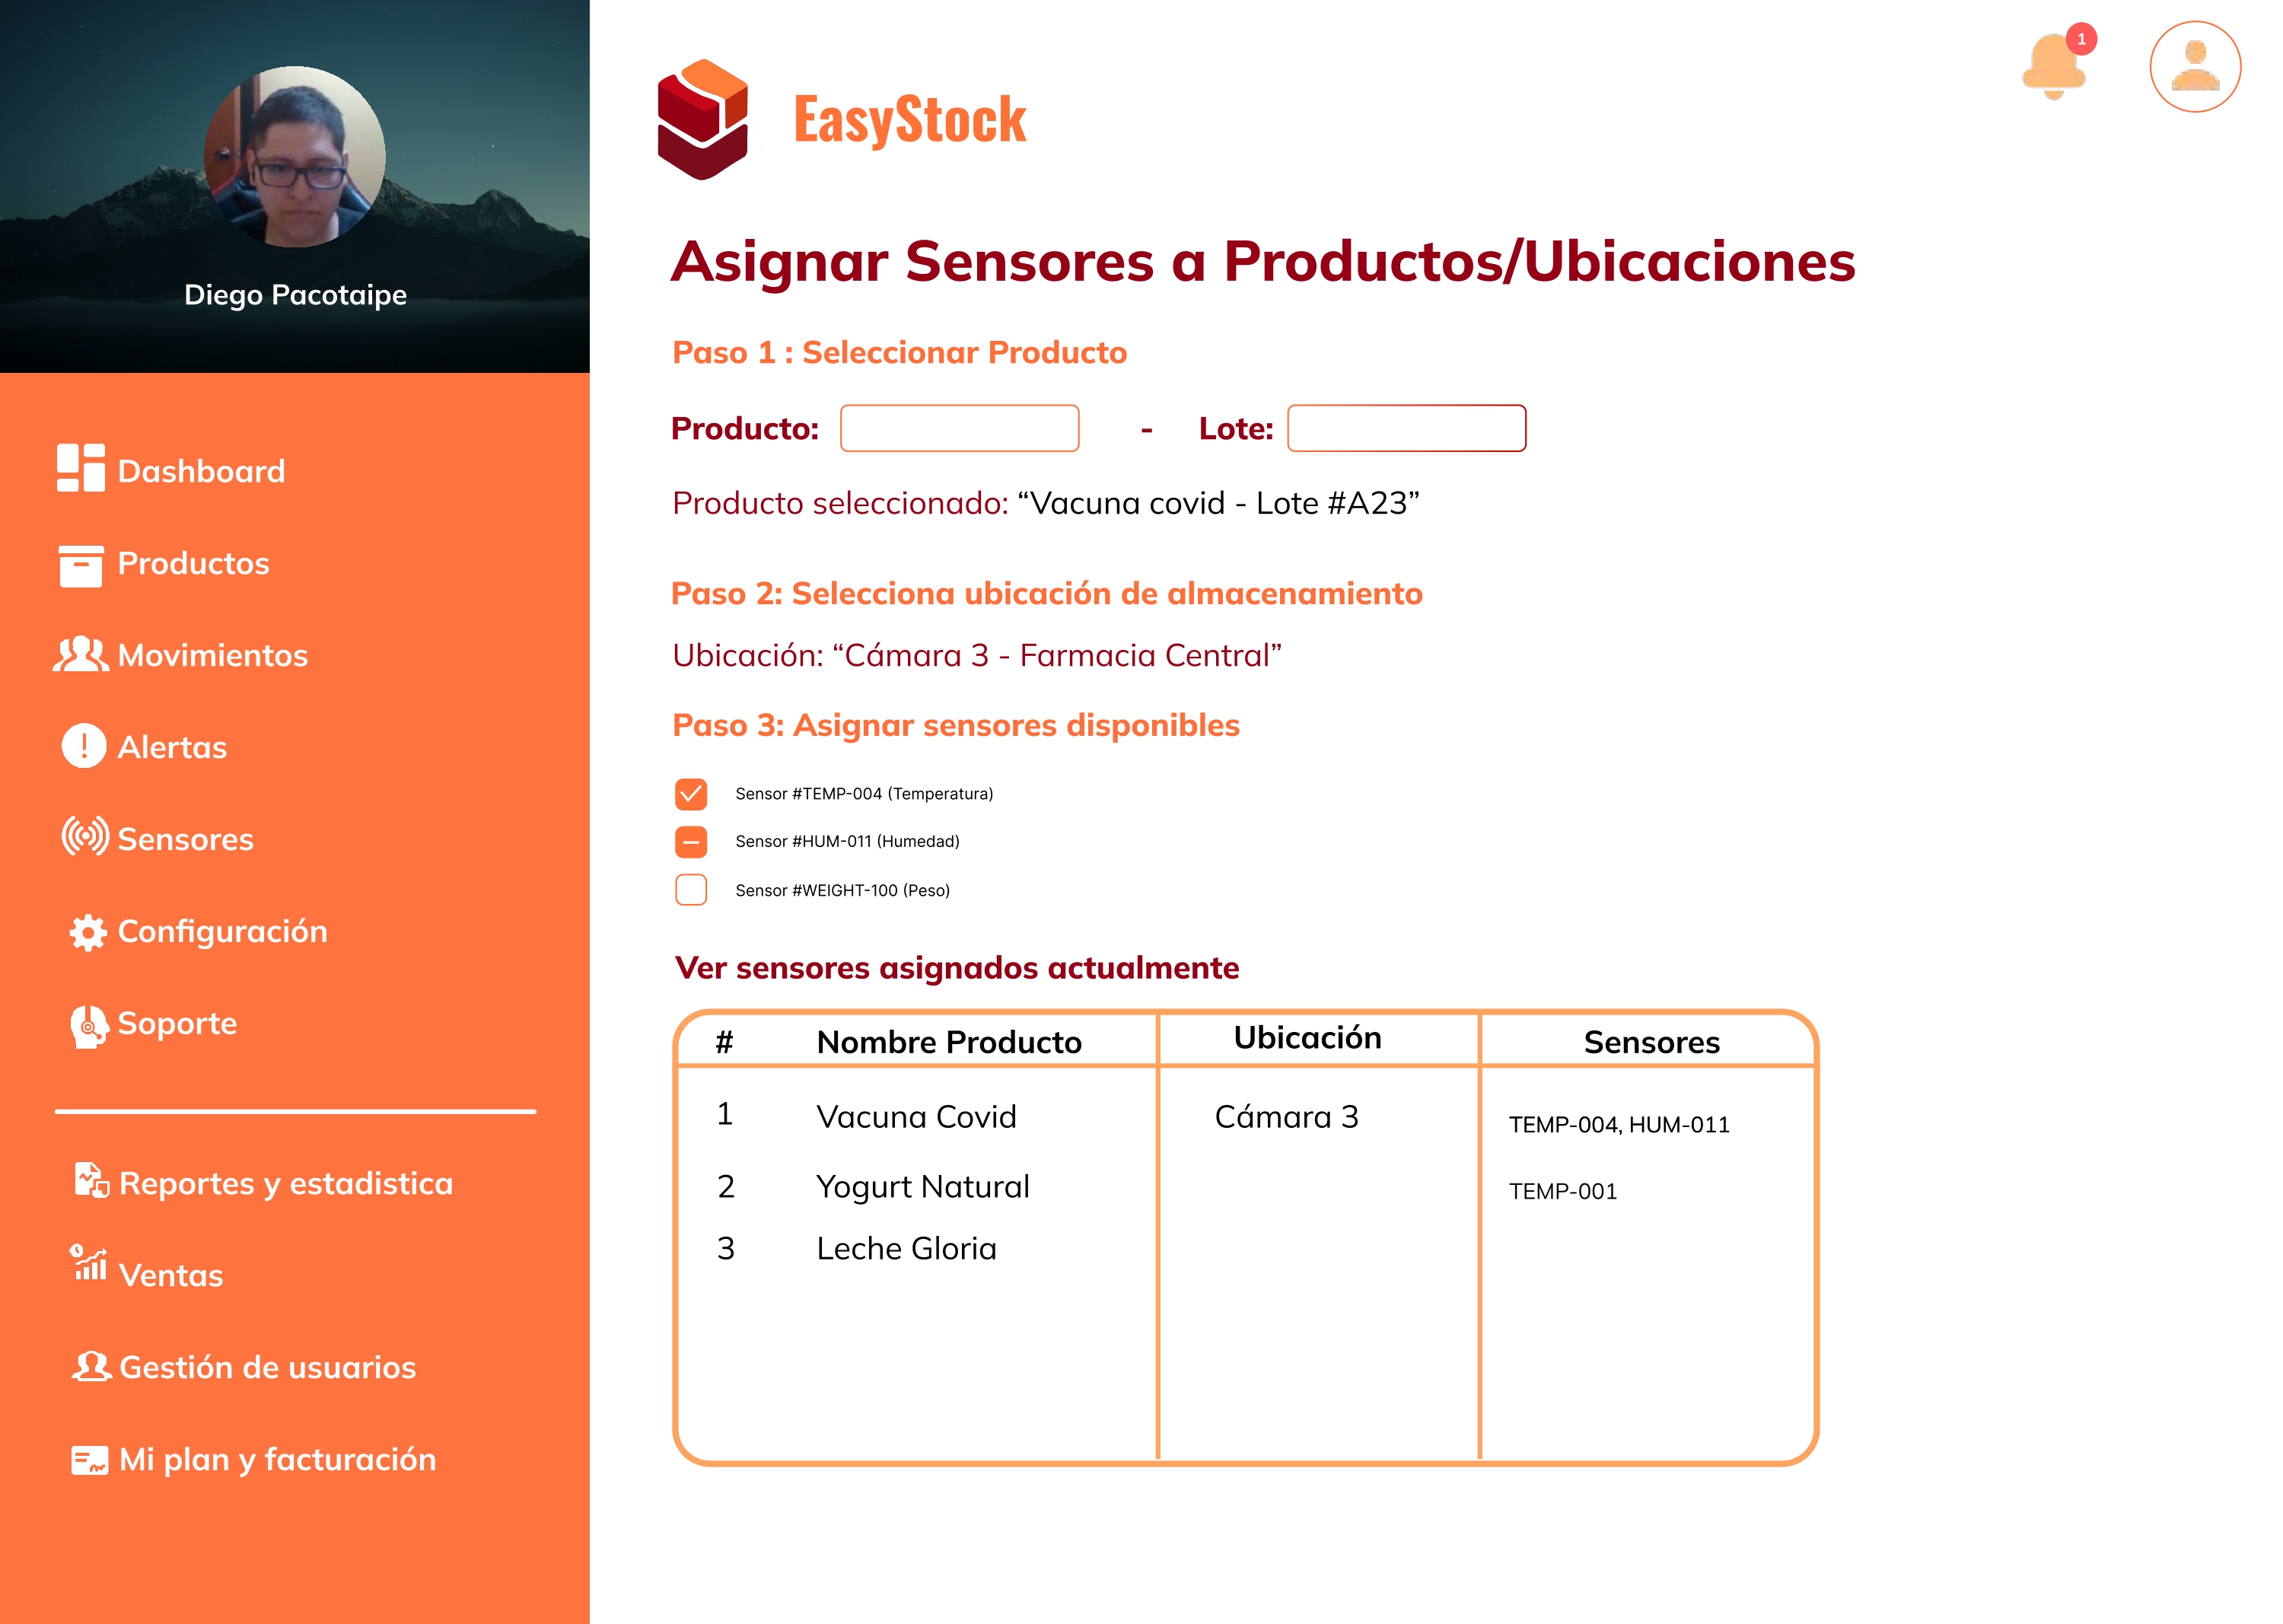 Diego Pacotaipe
Dashboard
Productos
Movimientos
Alertas
Sensores
Configuración
Soporte
Reportes y estadistica
Ventas
Gestión de usuarios
Mi plan y facturación
1
EasyStock
Asignar Sensores a Productos/Ubicaciones
Paso 1 : Seleccionar Producto
Producto: - Lote:
Producto seleccionado: “Vacuna covid - Lote #A23”
Paso 2: Selecciona ubicación de almacenamiento
Ubicación: “Cámara 3 - Farmacia Central”
Paso 3: Asignar sensores disponibles
Sensor #TEMP-004 (Temperatura)
Sensor #HUM-011 (Humedad)
Sensor #WEIGHT-100 (Peso)
Ver sensores asignados actualmente
# Nombre Producto Ubicación Sensores
1 Vacuna Covid Cámara 3 TEMP-004, HUM-011
2 Yogurt Natural TEMP-001
3 Leche Gloria